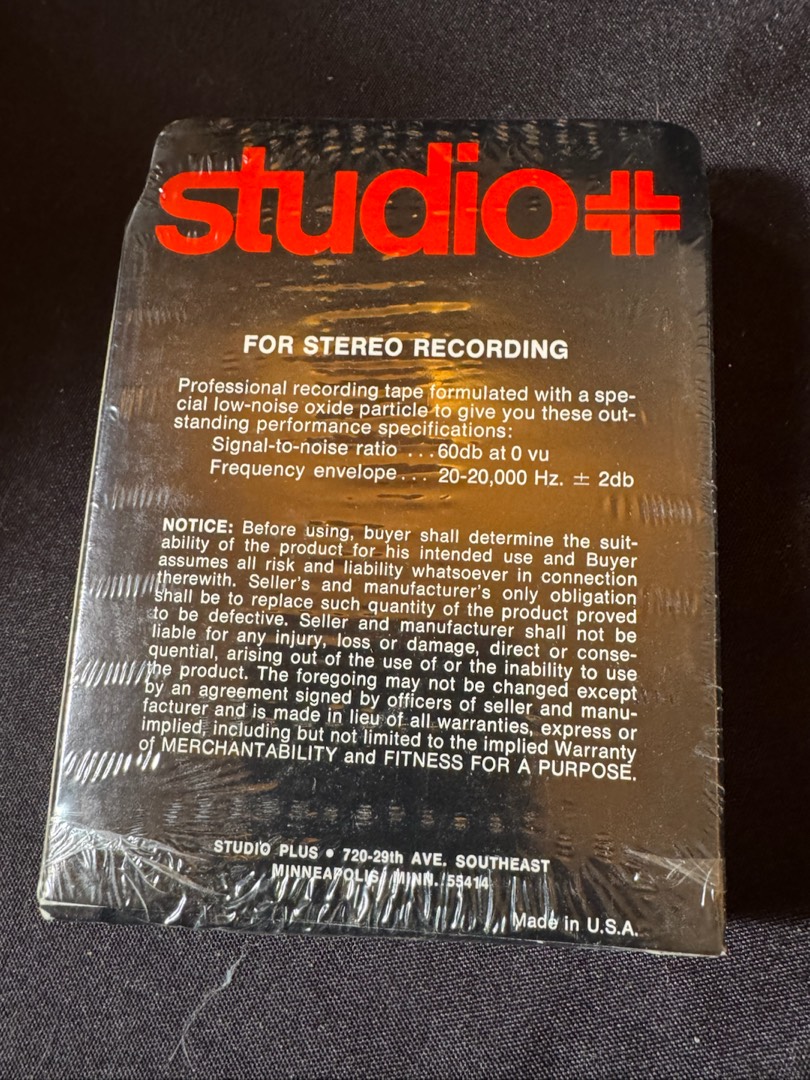 studio+
FOR STEREO RECORDING
Professional recording tape formulated with a spe-
cial low-noise oxide particle to give you these out-
standing performance specifications:
Signal-to-noise ratio ... 60db at 0 vu
Frequency envelope ... 20-20,000 Hz. ± 2db
NOTICE: Before using, buyer shall determine the suit-
ability of the product for his intended use and Buyer
assumes all risk and liability whatsoever in connection
therewith. Seller's and manufacturer's only obligation
shall be to replace such quantity of the product proved
to be defective. Seller and manufacturer shall not be
liable for any injury, loss or damage, direct or conse-
quential, arising out of the use of or the inability to use
the product. The foregoing may not be changed except
by an agreement signed by officers of seller and manu-
facturer and is made in lieu of all warranties, express or
implied, including but not limited to the implied Warranty
of MERCHANTABILITY and FITNESS FOR A PURPOSE.
STUDIO PLUS • 720-29th AVE. SOUTHEAST
MINNEAPOLIS, MINN. 55414
Made in U.S.A.